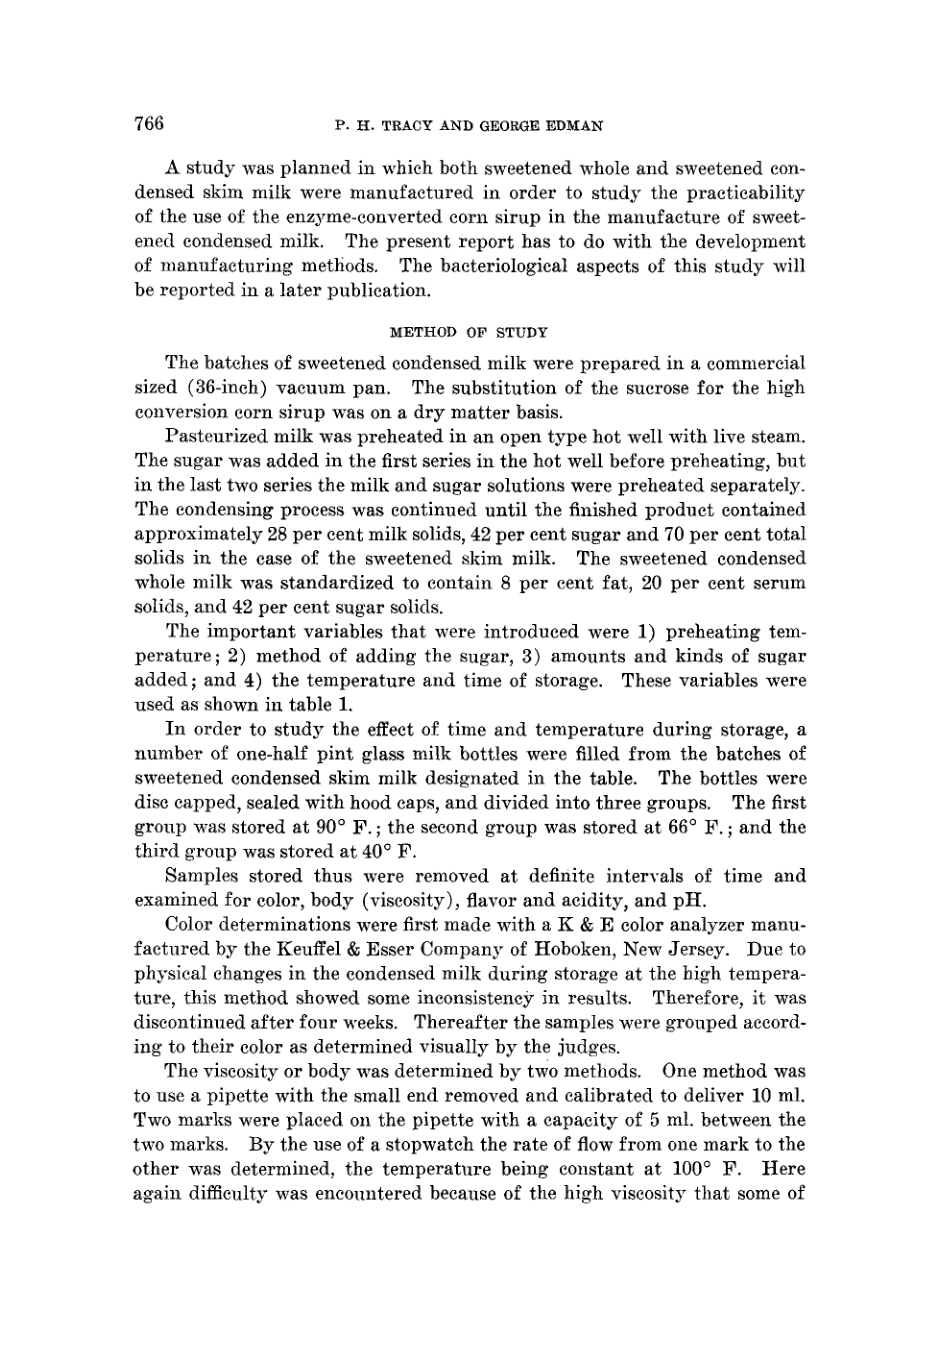 766 P. H. TRACY AND GEORGE EDMAN
A study was planned in which both sweetened whole and sweetened con-
densed skim milk were manufactured in order to study the practicability
of the use of the enzyme-converted corn sirup in the manufacture of sweet-
ened condensed milk. The present report has to do with the development
of manufacturing methods. The bacteriological aspects of this study will
be reported in a later publication.
METHOD OF STUDY
The batches of sweetened condensed milk were prepared in a commercial
sized (36-inch) vacuum pan. The substitution of the sucrose for the high
conversion corn sirup was on a dry matter basis.
Pasteurized milk was preheated in an open type hot well with live steam.
The sugar was added in the first series in the hot well before preheating, but
in the last two series the milk and sugar solutions were preheated separately.
The condensing process was continued until the finished product contained
approximately 28 per cent milk solids, 42 per cent sugar and 70 per cent total
solids in the case of the sweetened skim milk. The sweetened condensed
whole milk was standardized to contain 8 per cent fat, 20 per cent serum
solids, and 42 per cent sugar solids.
The important variables that were introduced were 1) preheating tem-
perature; 2) method of adding the sugar, 3) amounts and kinds of sugar
added; and 4) the temperature and time of storage. These variables were
used as shown in table 1.
In order to study the effect of time and temperature during storage, a
number of one-half pint glass milk bottles were filled from the batches of
sweetened condensed skim milk designated in the table. The bottles were
disc capped, sealed with hood caps, and divided into three groups. The first
group was stored at 90° F.; the second group was stored at 66° F.; and the
third group was stored at 40° F.
Samples stored thus were removed at definite intervals of time and
examined for color, body (viscosity), flavor and acidity, and pH.
Color determinations were first made with a K & E color analyzer manu-
factured by the Keuffel & Esser Company of Hoboken, New Jersey. Due to
physical changes in the condensed milk during storage at the high tempera-
ture, this method showed some inconsistency in results. Therefore, it was
discontinued after four weeks. Thereafter the samples were grouped accord-
ing to their color as determined visually by the judges.
The viscosity or body was determined by two methods. One method was
to use a pipette with the small end removed and calibrated to deliver 10 ml.
Two marks were placed on the pipette with a capacity of 5 ml. between the
two marks. By the use of a stopwatch the rate of flow from one mark to the
other was determined, the temperature being constant at 100° F. Here
again difficulty was encountered because of the high viscosity that some of